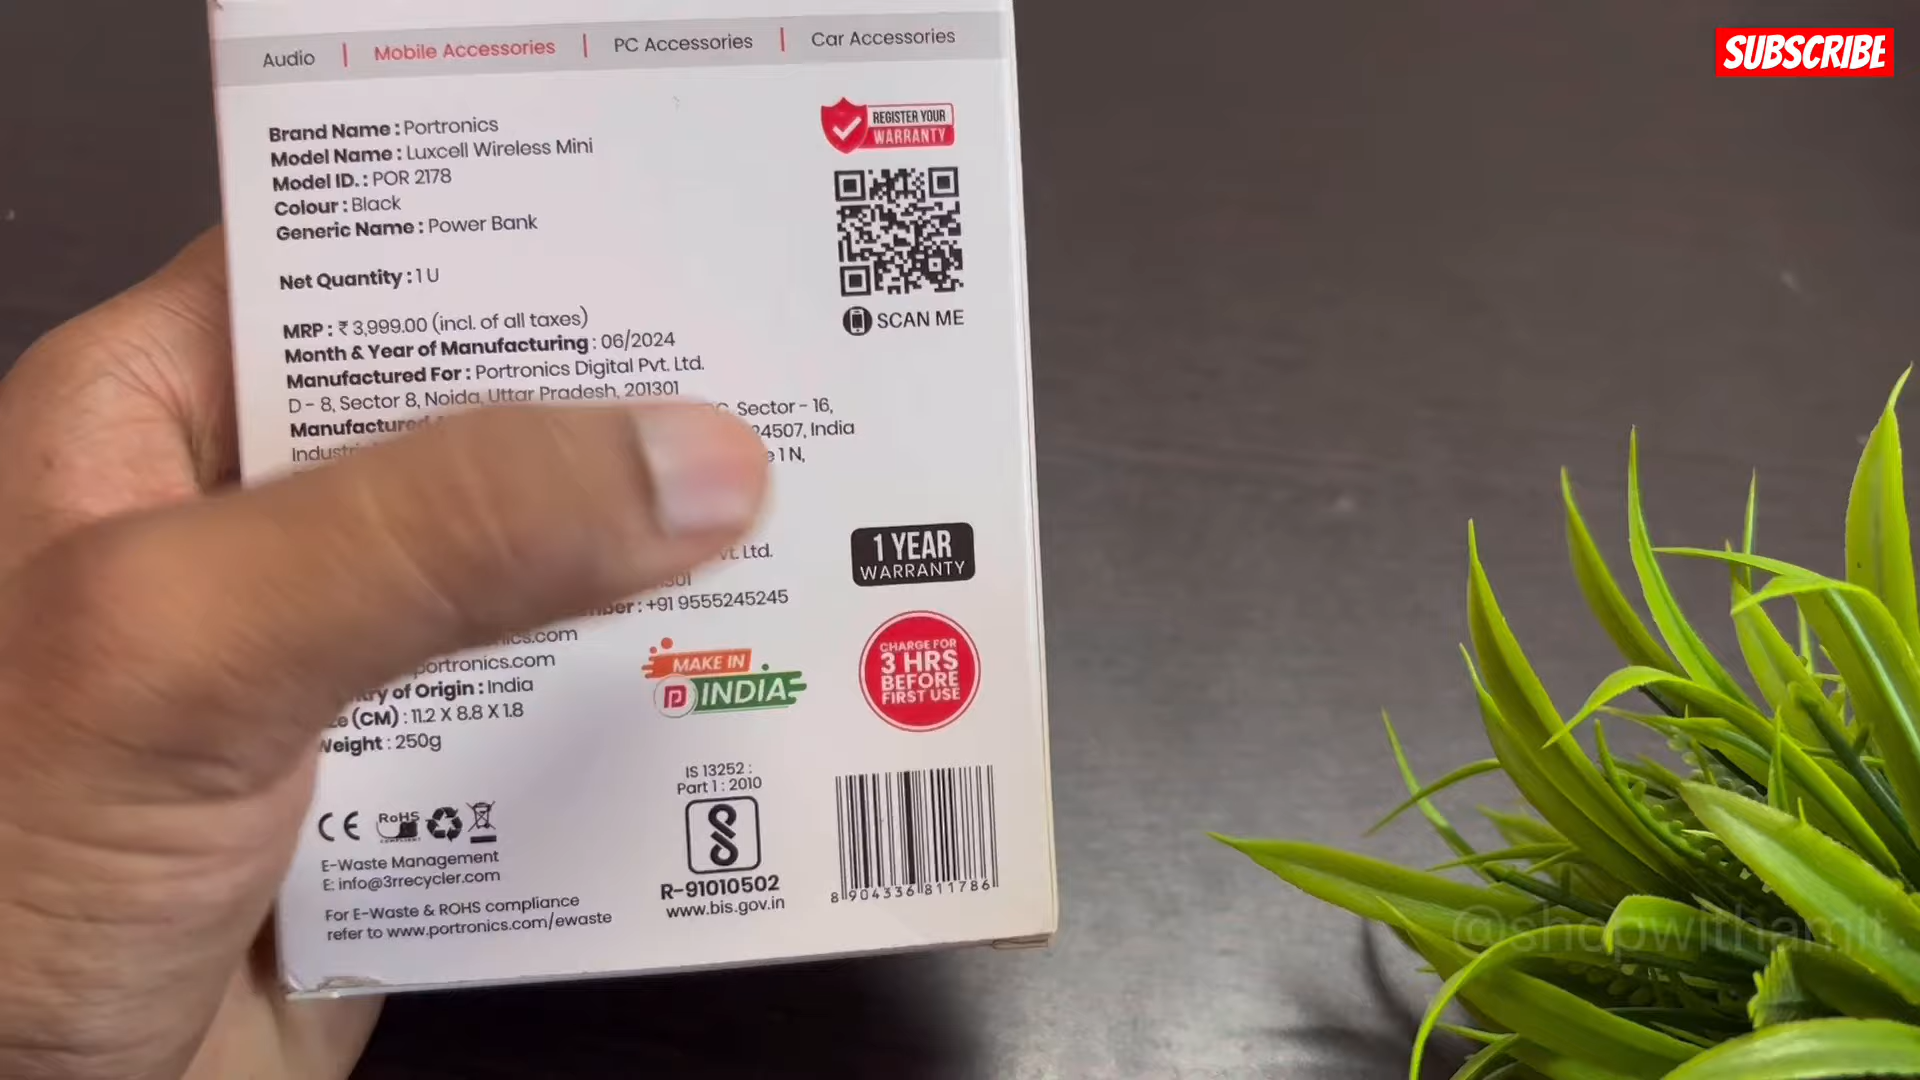 SUBSCRIBE
Audio | Mobile Accessories | PC Accessories | Car Accessories
Brand Name : Portronics
Model Name : Luxcell Wireless Mini
Model ID. : POR 2178
Colour : Black
Generic Name : Power Bank
Net Quantity : 1 U
MRP : ₹ 3,999.00 (incl. of all taxes)
Month & Year of Manufacturing : 06/2024
Manufactured For : Portronics Digital Pvt. Ltd.
D - 8, Sector 8, Noida, Uttar Pradesh, 201301
Manufactured
Sector - 16,
India
1 N,
Ltd.
: +91 9555245245
of Origin : India
(CM) : 11.2 X 8.8 X 1.8
Weight : 250g
REGISTER YOUR
WARRANTY
SCAN ME
1 YEAR
WARRANTY
MAKE IN
INDIA
CHARGE FOR
3 HRS
BEFORE
FIRST USE
CE RoHS
E-Waste Management
E: info@3rrecycler.com
For E-Waste & ROHS compliance
refer to www.portronics.com/ewaste
IS 13252 :
Part 1 : 2010
R-91010502
www.bis.gov.in
8 904336 811786
@shopwithamit